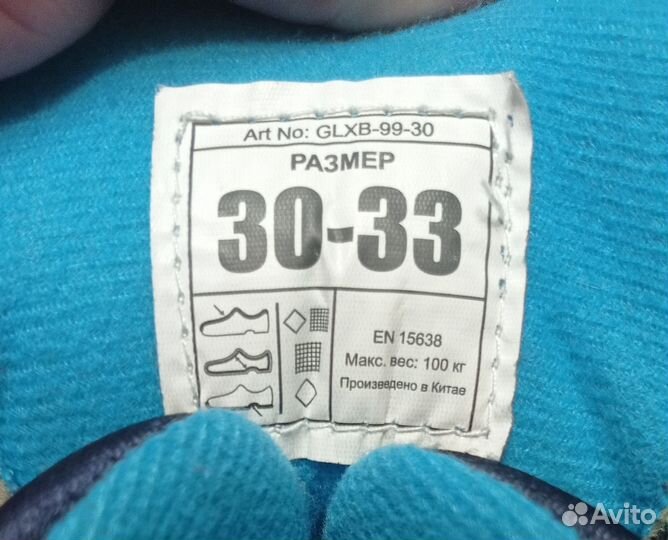 Art No: GLXB-99-30
РАЗМЕР
30-33
EN 15638
Макс. вес: 100 кг
Произведено в Китае
Avito